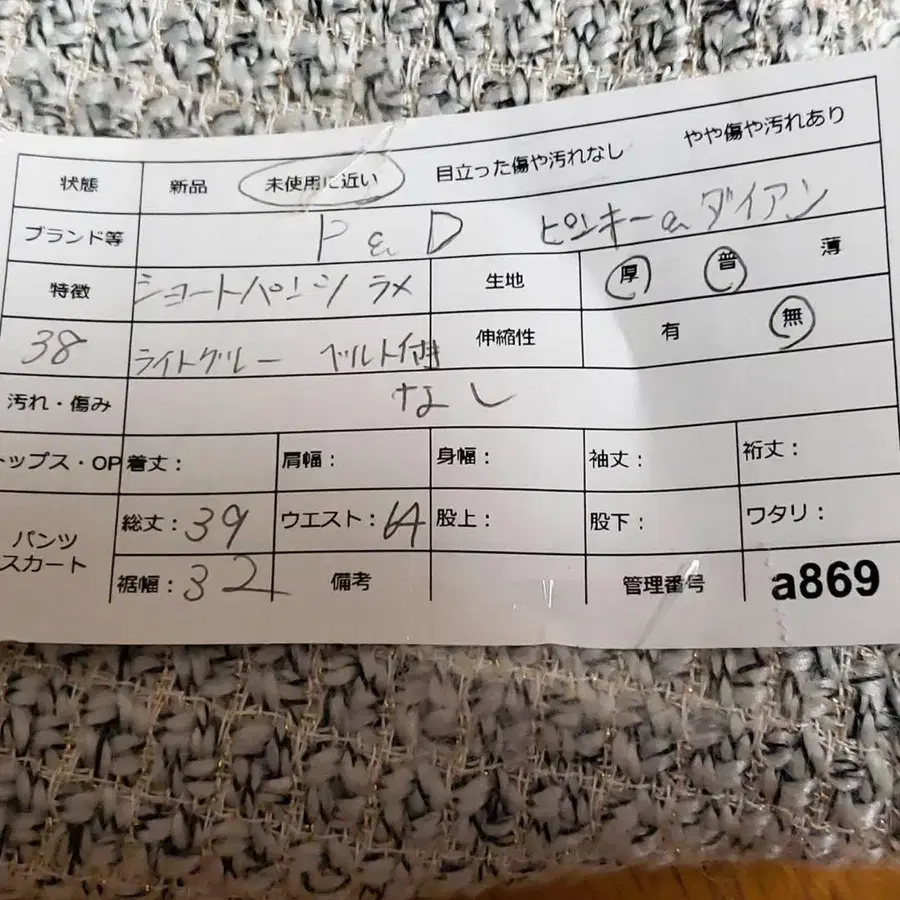 状態 新品 未使用に近い 目立った傷や汚れなし やや傷や汚れあり
ブランド等 P & D ピンキー&ダイアン
特徴 ショートパンツ ラメ 生地 厚 普 薄
38 ライトグレー ベルト付き 伸縮性 有 無
汚れ・傷み なし
トップス・OP 着丈: 肩幅: 身幅: 袖丈: 裄丈:
パンツ スカート 総丈:39 ウエスト:64 股上: 股下: ワタリ:
裾幅:32 備考 管理番号 a869